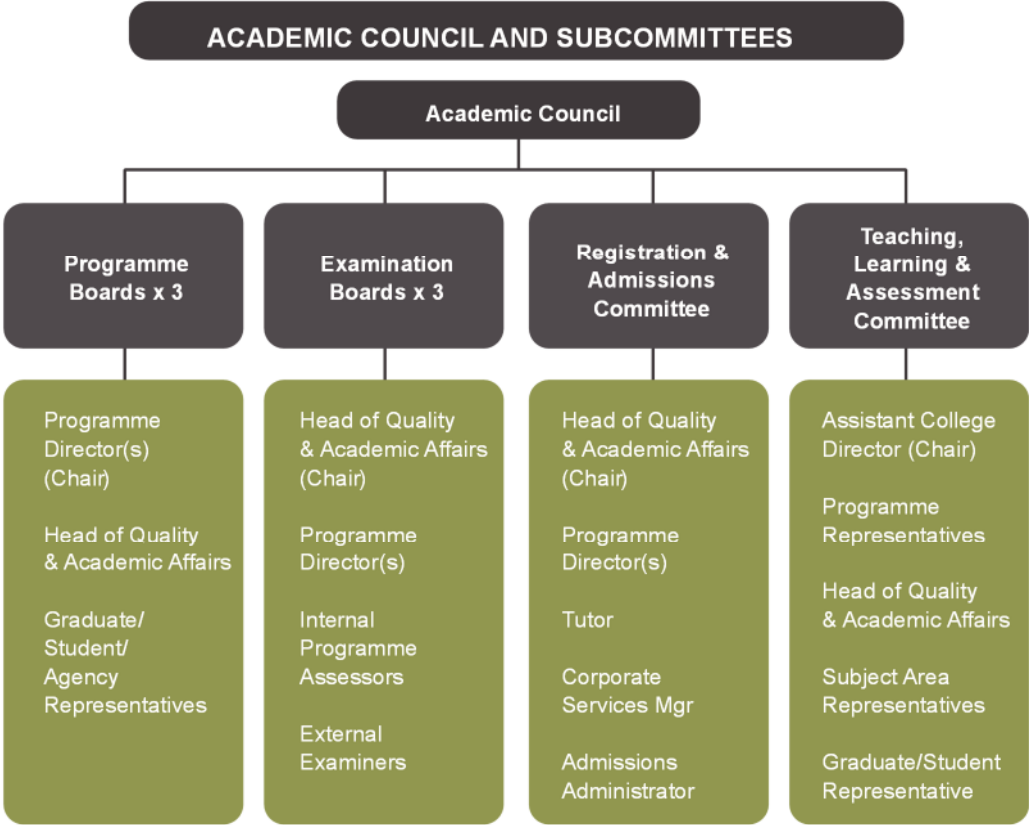 ACADEMIC COUNCIL AND SUBCOMMITTEES
Academic Council
Programme
Boards x 3
Examination
Boards x 3
Registration &
Admissions
Committee
Teaching,
Learning &
Assessment
Committee
Programme
Director(s)
(Chair)
Head of Quality
& Academic Affairs
Graduate/
Student/
Agency
Representatives
Head of Quality
& Academic Affairs
(Chair)
Programme
Director(s)
Internal
Programme
Assessors
External
Examiners
Head of Quality
& Academic Affairs
(Chair)
Programme
Director(s)
Tutor
Corporate
Services Mgr
Admissions
Administrator
Assistant College
Director (Chair)
Programme
Representatives
Head of Quality
& Academic Affairs
Subject Area
Representatives
Graduate/Student
Representative